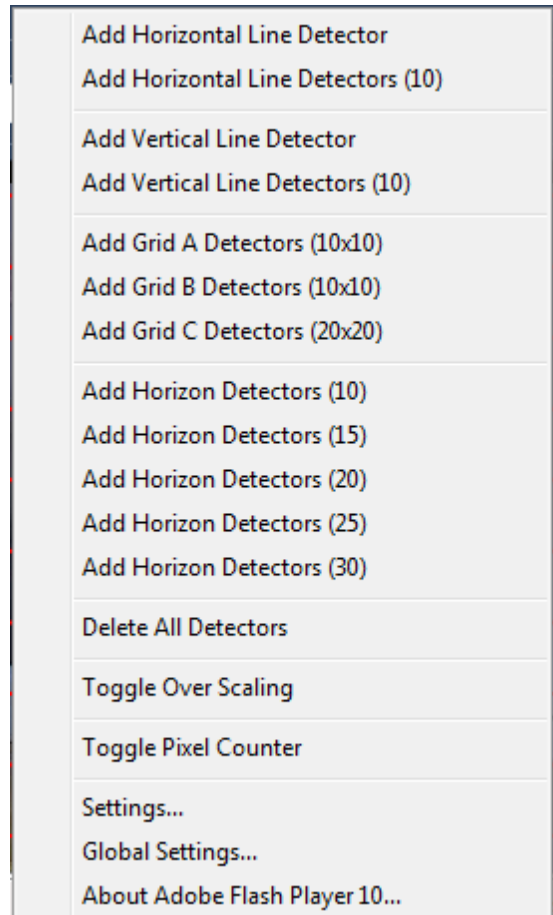 Add Horizontal Line Detector
Add Horizontal Line Detectors (10)
Add Vertical Line Detector
Add Vertical Line Detectors (10)
Add Grid A Detectors (10x10)
Add Grid B Detectors (10x10)
Add Grid C Detectors (20x20)
Add Horizon Detectors (10)
Add Horizon Detectors (15)
Add Horizon Detectors (20)
Add Horizon Detectors (25)
Add Horizon Detectors (30)
Delete All Detectors
Toggle Over Scaling
Toggle Pixel Counter
Settings...
Global Settings...
About Adobe Flash Player 10...